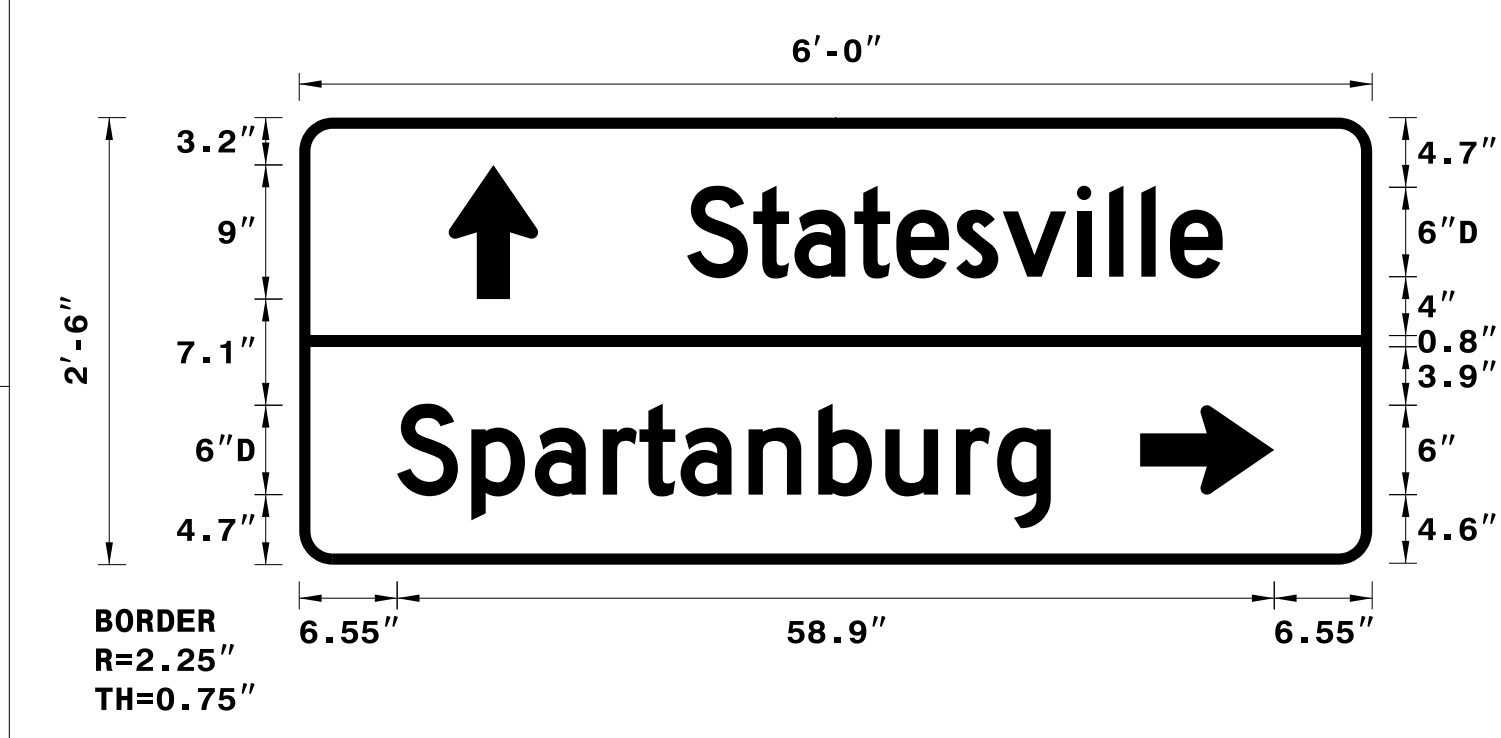 6'-0"
3.2"
4.7"
9"
Statesville
6"D
2'-6"
4"
7.1"
0.8"
3.9"
6"D
Spartanburg
6"
4.7"
4.6"
BORDER
R=2.25"
TH=0.75"
6.55"
58.9"
6.55"